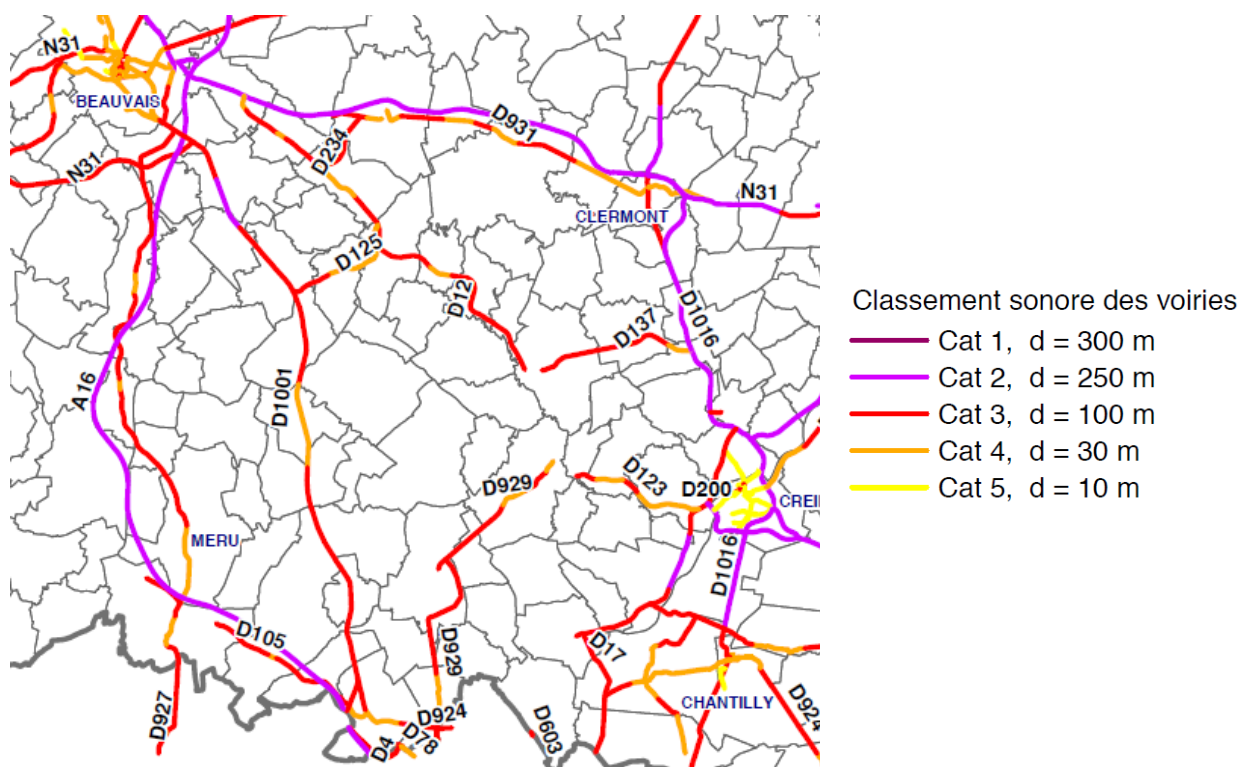 N31
BEAUVAIS
D931
D234
N31
N31
CLERMONT
D125
D12
D1016
D137
A16
D1001
D929
D123
D200
CREI
MERU
D1016
D105
D929
D17
CHANTILLY
D927
D924
D924
D78
D4
D603
Classement sonore des voiries
Cat 1, d = 300 m
Cat 2, d = 250 m
Cat 3, d = 100 m
Cat 4, d = 30 m
Cat 5, d = 10 m